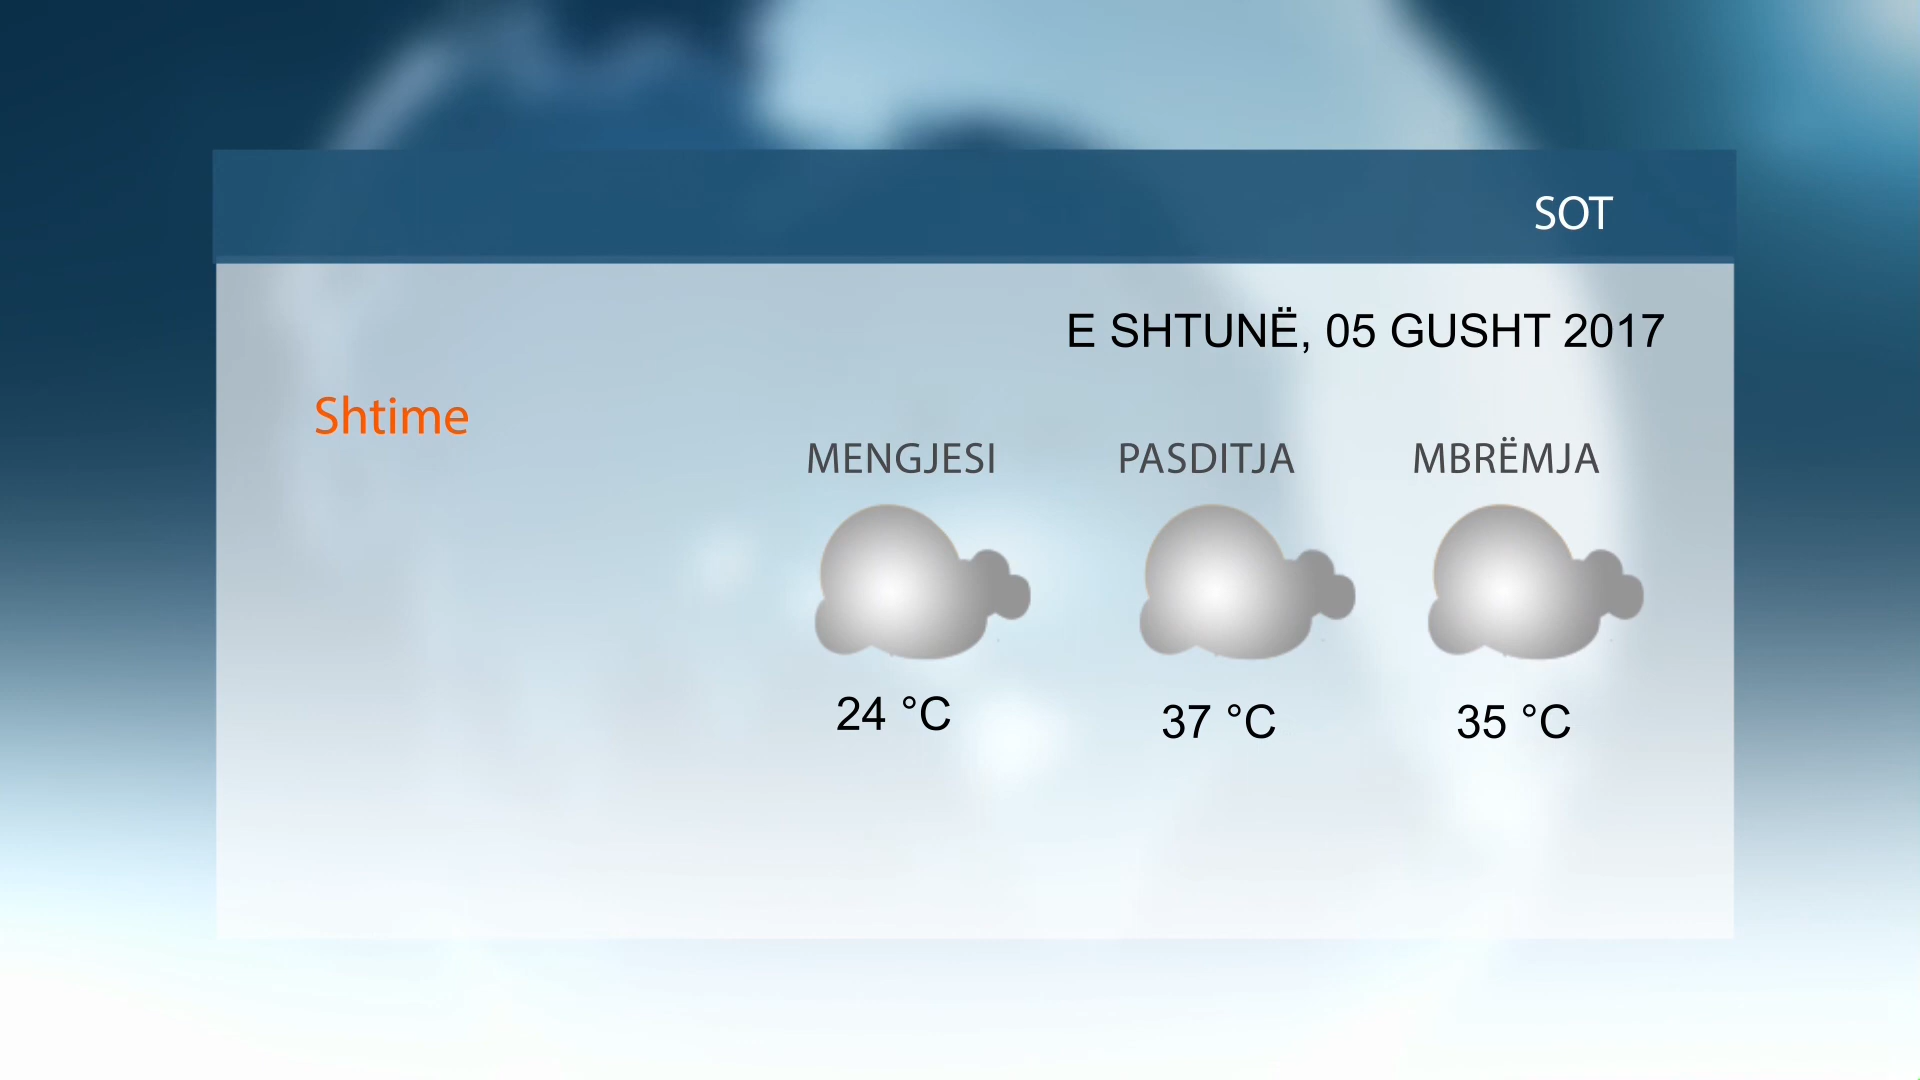 SOT
E SHTUNË, 05 GUSHT 2017
Shtime
MENGJESI PASDITJA MBRËMJA
24 °C 37 °C 35 °C